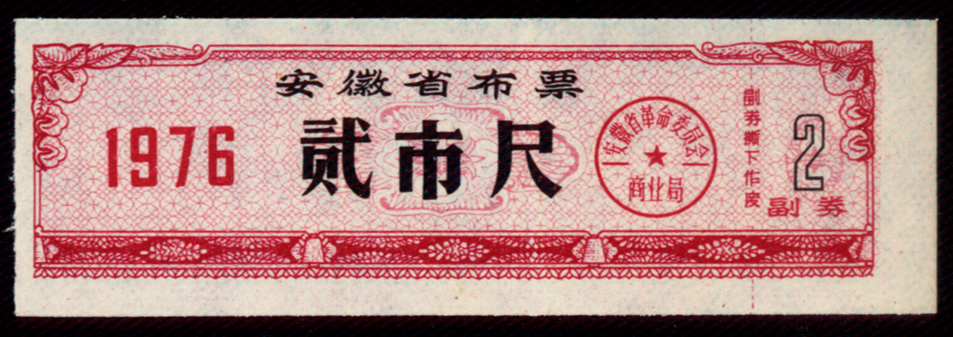 安徽省布票
1976
贰市尺
安徽省革命委员会
商业局
副券撕下作废
2
副券